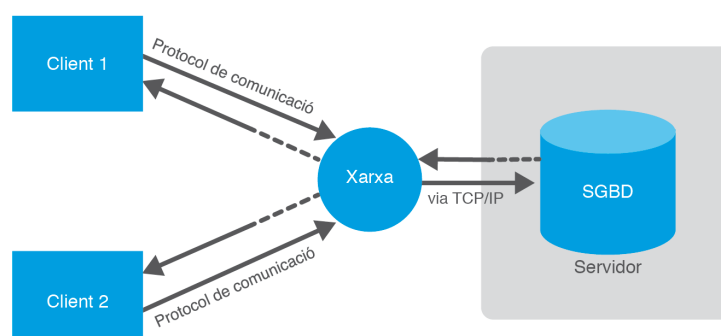 Client 1
Protocol de comunicació
Xarxa
via TCP/IP
SGBD
Servidor
Client 2
Protocol de comunicació